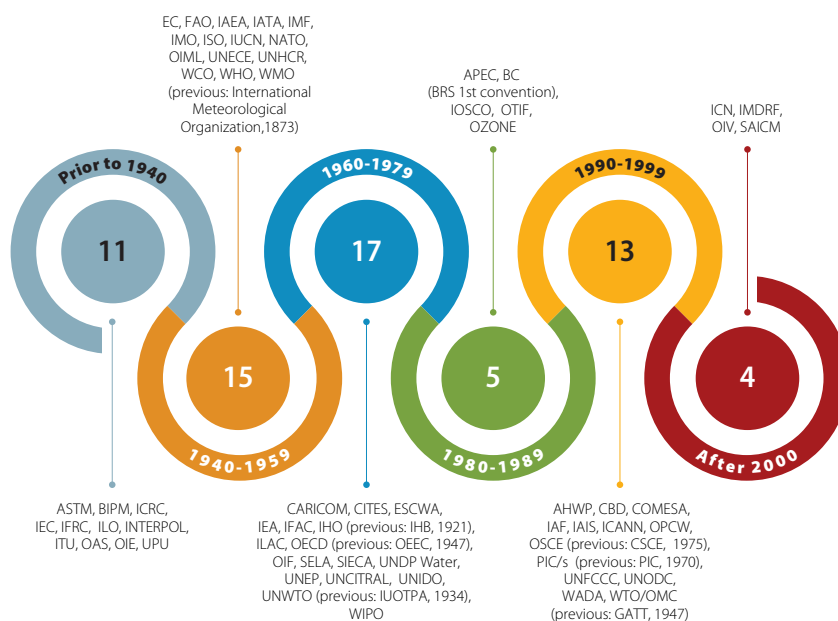 EC, FAO, IAEA, IATA, IMF,
IMO, ISO, IUCN, NATO,
OIML, UNECE, UNHCR,
WCO, WHO, WMO
(previous: International
Meteorological
Organization,1873)
APEC, BC
(BRS 1st convention),
IOSCO, OTIF,
OZONE
ICN, IMDRF,
OIV, SAICM
Prior to 1940
11
1960-1979
17
1990-1999
13
15
1940-1959
5
1980-1989
4
After 2000
ASTM, BIPM, ICRC,
IEC, IFRC, ILO, INTERPOL,
ITU, OAS, OIE, UPU
CARICOM, CITES, ESCWA,
IEA, IFAC, IHO (previous: IHB, 1921),
ILAC, OECD (previous: OEEC, 1947),
OIF, SELA, SIECA, UNDP Water,
UNEP, UNCITRAL, UNIDO,
UNWTO (previous: IUOTPA, 1934),
WIPO
AHWP, CBD, COMESA,
IAF, IAIS, ICANN, OPCW,
OSCE (previous: CSCE, 1975),
PIC/s (previous: PIC, 1970),
UNFCCC, UNODC,
WADA, WTO/OMC
(previous: GATT, 1947)